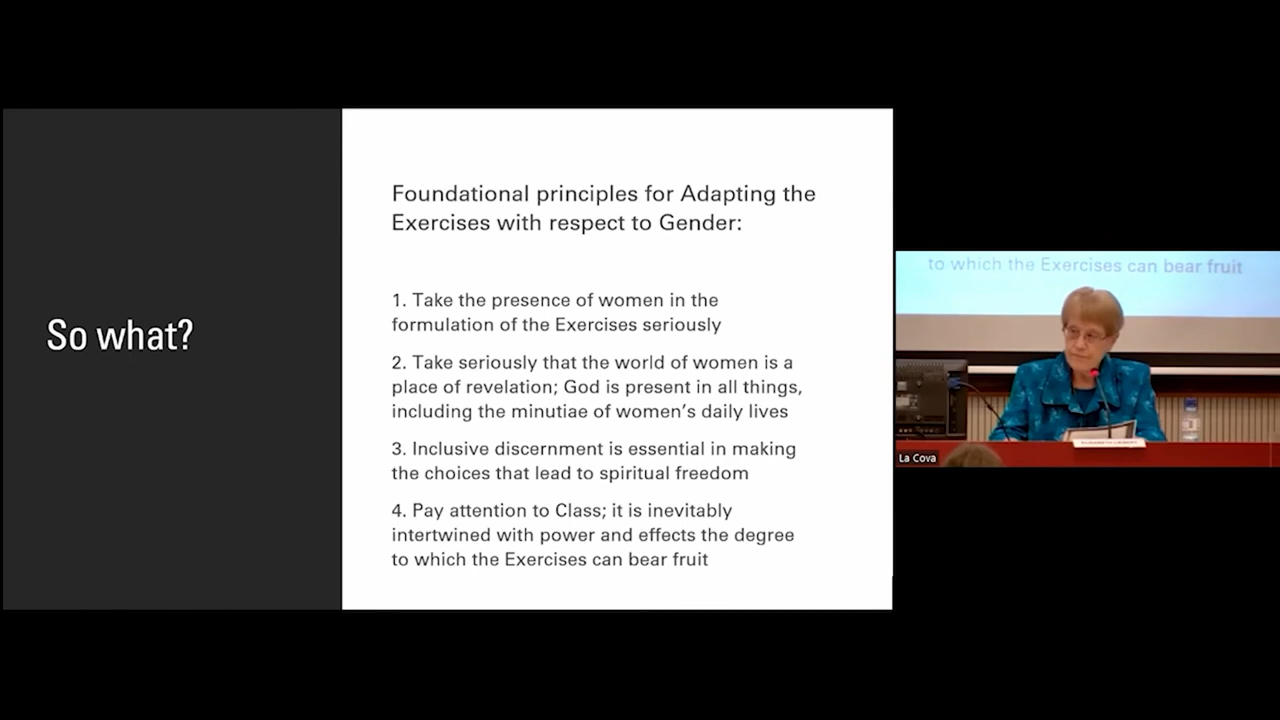 So what?
Foundational principles for Adapting the
Exercises with respect to Gender:
1. Take the presence of women in the
formulation of the Exercises seriously
2. Take seriously that the world of women is a
place of revelation; God is present in all things,
including the minutiae of women's daily lives
3. Inclusive discernment is essential in making
the choices that lead to spiritual freedom
4. Pay attention to Class; it is inevitably
intertwined with power and effects the degree
to which the Exercises can bear fruit
to which the Exercises can bear fruit
La Cova